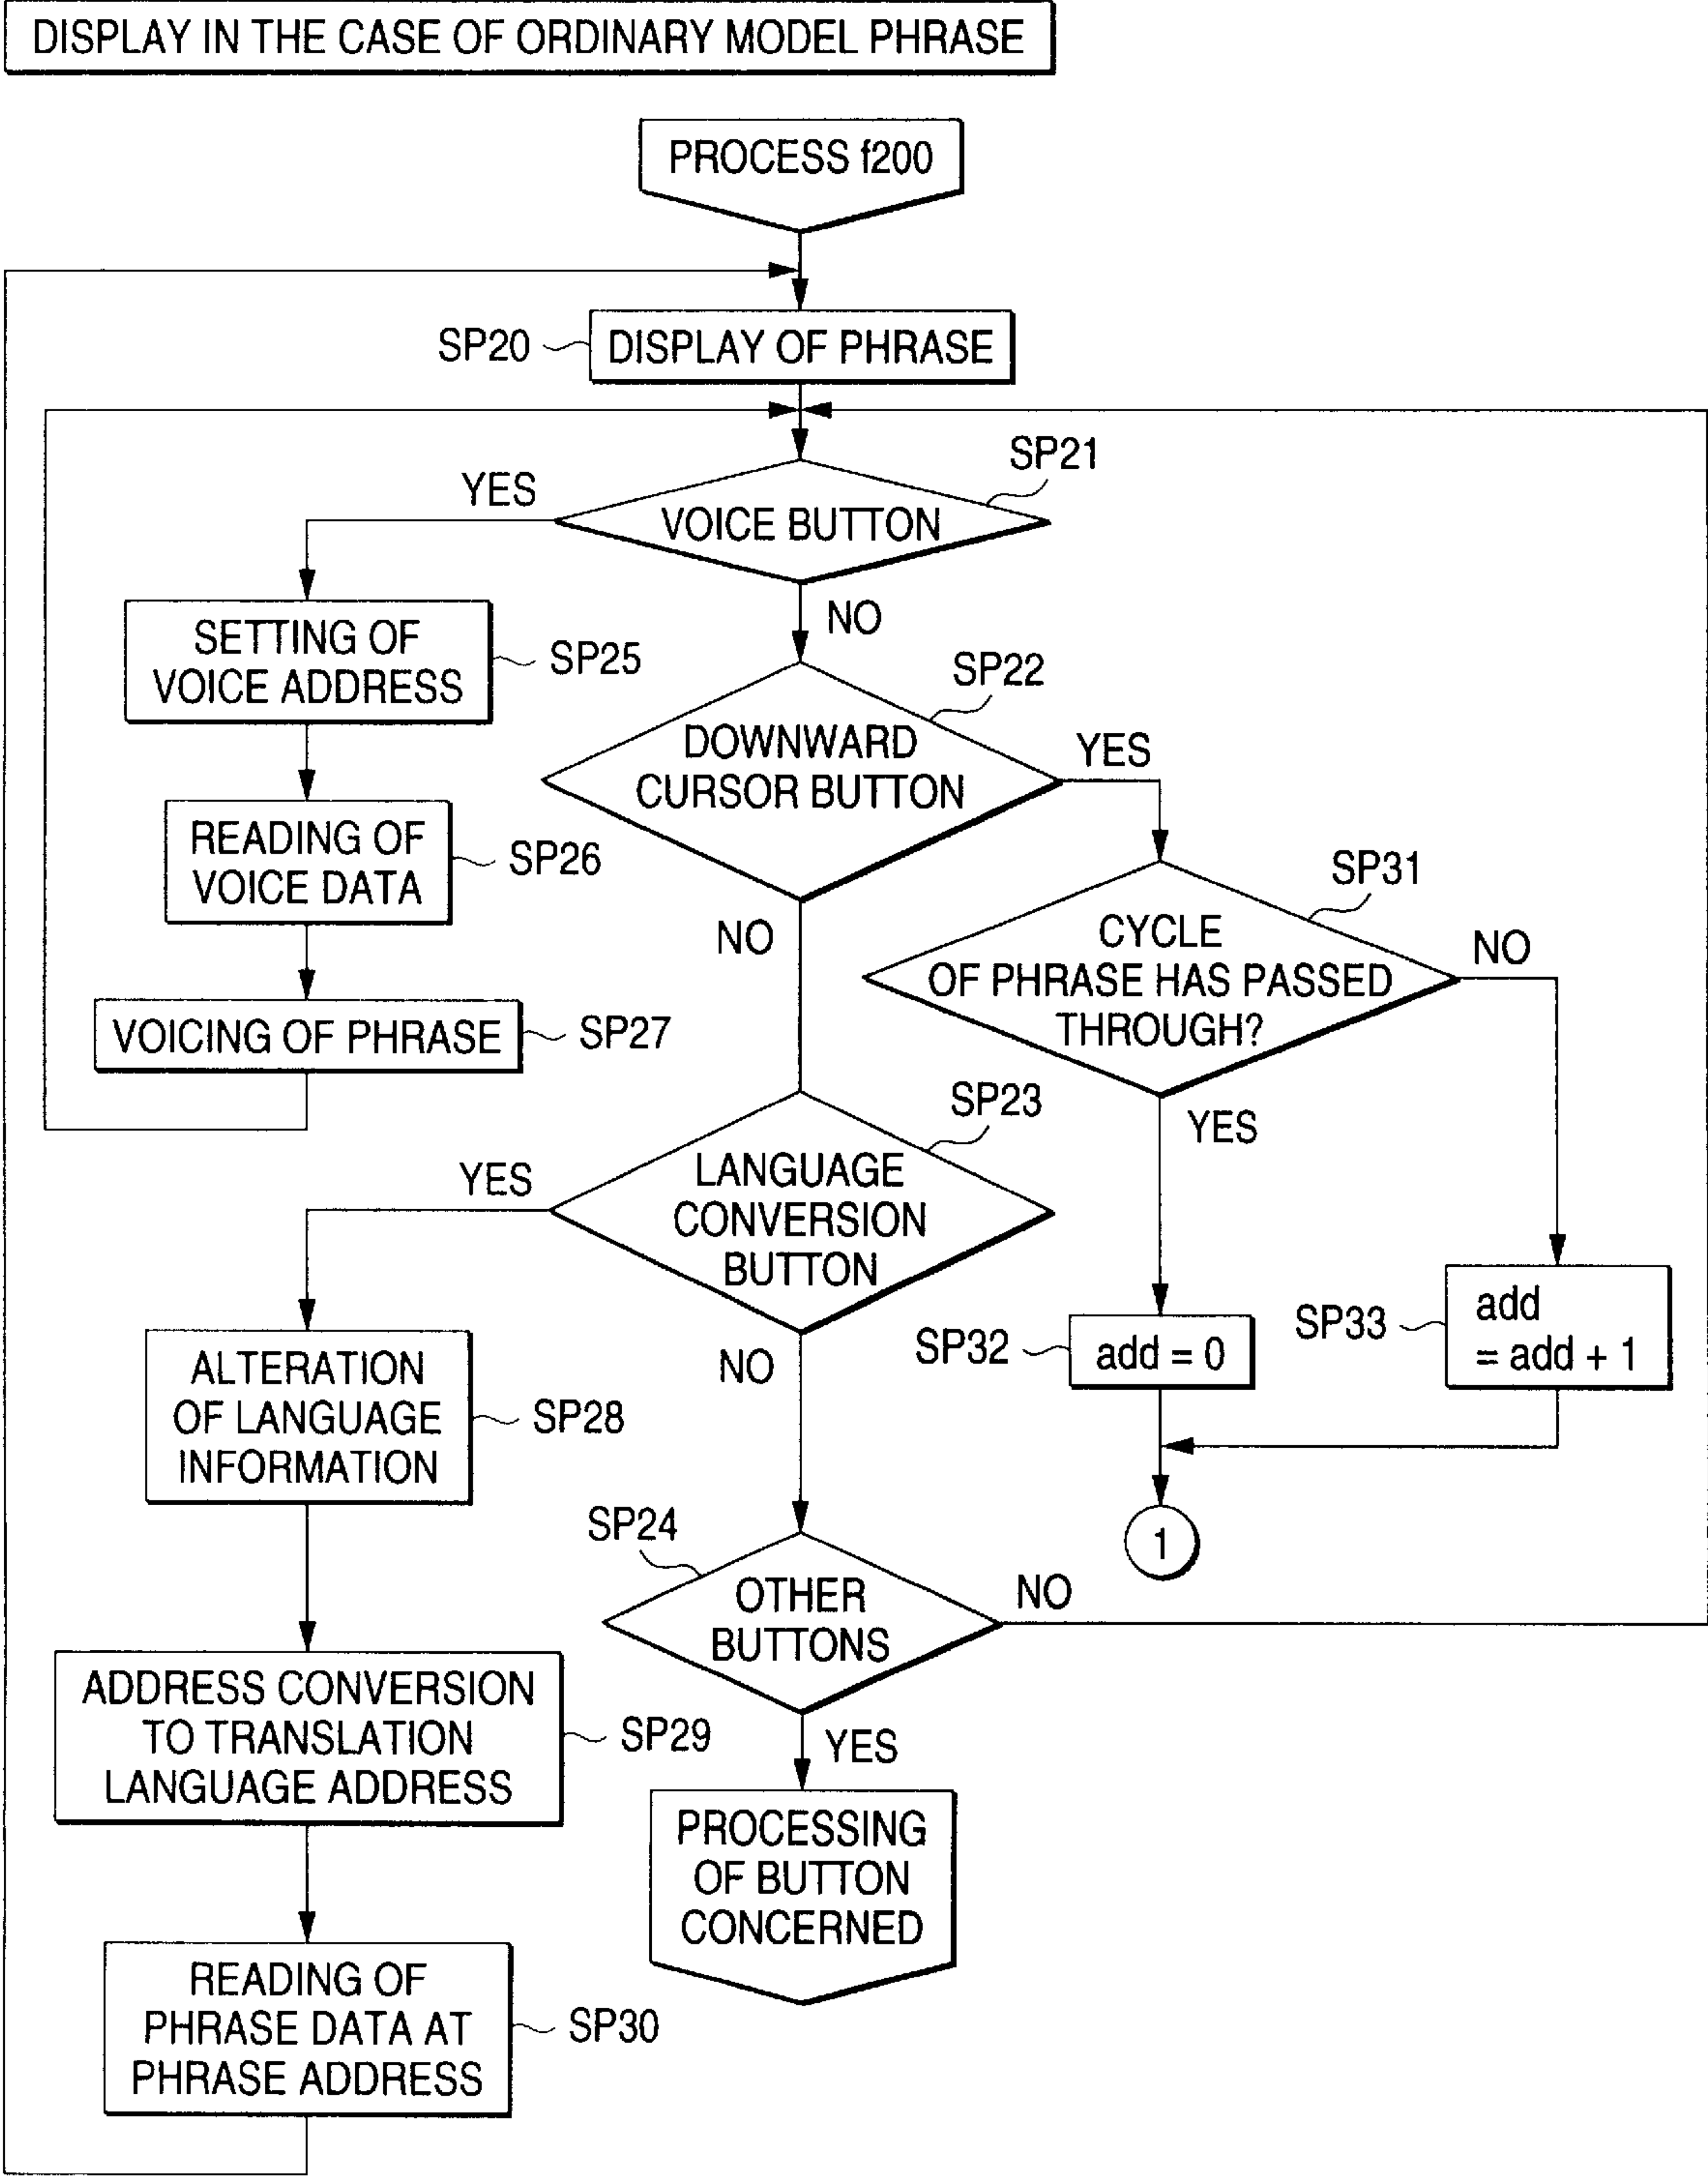 DISPLAY IN THE CASE OF ORDINARY MODEL PHRASE
PROCESS f200
SP20
DISPLAY OF PHRASE
SP21
YES
VOICE BUTTON
NO
SETTING OF
VOICE ADDRESS
SP25
SP22
DOWNWARD
CURSOR BUTTON
YES
NO
READING OF
VOICE DATA
SP26
SP31
CYCLE
OF PHRASE HAS PASSED
THROUGH?
NO
YES
VOICING OF PHRASE
SP27
SP23
YES
LANGUAGE
CONVERSION
BUTTON
NO
SP32
add = 0
SP33
add
= add + 1
1
ALTERATION
OF LANGUAGE
INFORMATION
SP28
SP24
OTHER
BUTTONS
NO
YES
ADDRESS CONVERSION
TO TRANSLATION
LANGUAGE ADDRESS
SP29
PROCESSING
OF BUTTON
CONCERNED
READING OF
PHRASE DATA AT
PHRASE ADDRESS
SP30